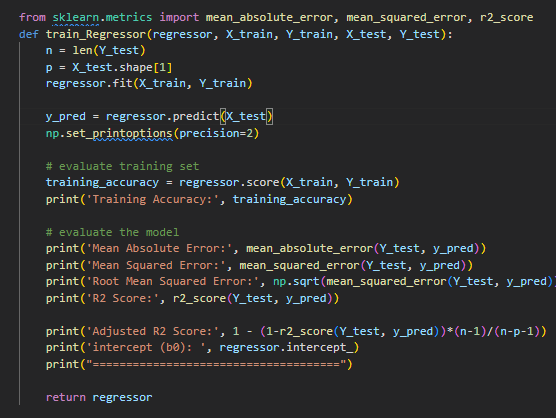 from sklearn.metrics import mean_absolute_error, mean_squared_error, r2_score
def train_Regressor(regressor, X_train, Y_train, X_test, Y_test):
    n = len(Y_test)
    p = X_test.shape[1]
    regressor.fit(X_train, Y_train)

    y_pred = regressor.predict(X_test)
    np.set_printoptions(precision=2)

    # evaluate training set
    training_accuracy = regressor.score(X_train, Y_train)
    print('Training Accuracy:', training_accuracy)

    # evaluate the model
    print('Mean Absolute Error:', mean_absolute_error(Y_test, y_pred))
    print('Mean Squared Error:', mean_squared_error(Y_test, y_pred))
    print('Root Mean Squared Error:', np.sqrt(mean_squared_error(Y_test, y_pred))
    print('R2 Score:', r2_score(Y_test, y_pred))

    print('Adjusted R2 Score:', 1 - (1-r2_score(Y_test, y_pred))*(n-1)/(n-p-1))
    print('intercept (b0): ', regressor.intercept_)
    print("=====================================")

    return regressor